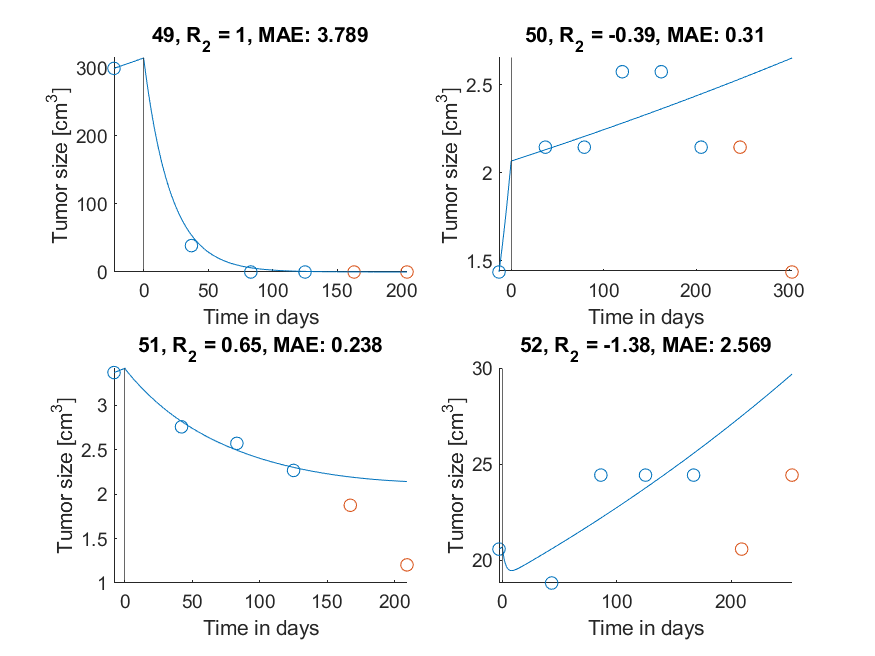 49, R2 = 1, MAE: 3.789
300
200
100
0
Tumor size [cm3]
0 50 100 150 200
Time in days
50, R2 = -0.39, MAE: 0.31
2.5
2
1.5
Tumor size [cm3]
0 100 200 300
Time in days
51, R2 = 0.65, MAE: 0.238
3
2.5
2
1.5
1
Tumor size [cm3]
0 50 100 150 200
Time in days
52, R2 = -1.38, MAE: 2.569
30
25
20
Tumor size [cm3]
0 100 200
Time in days